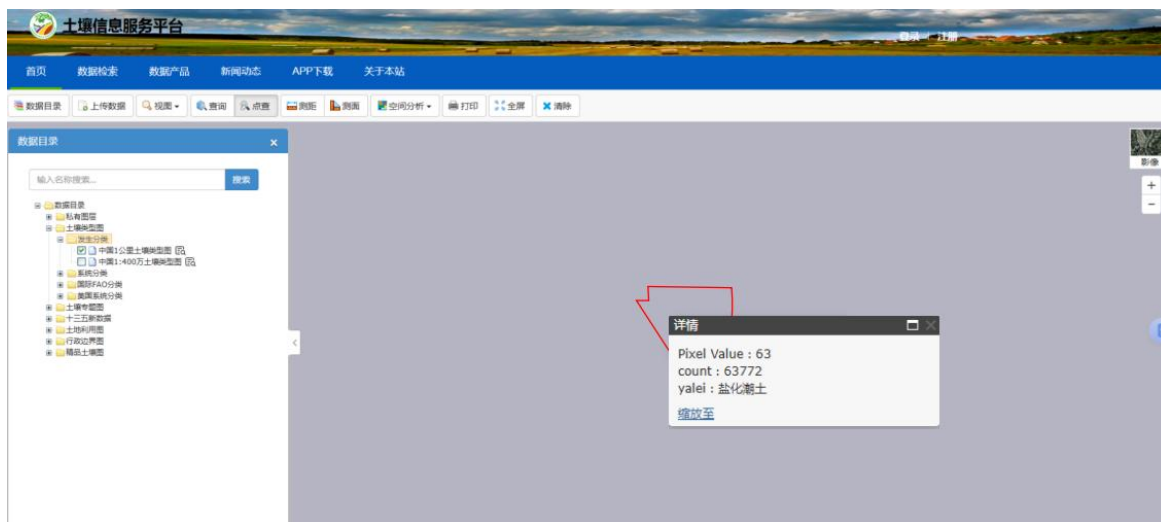 土壤信息服务平台
登录 | 注册
首页 数据检索 数据产品 新闻动态 APP下载 关于本站
数据目录 上传数据 视图 查询 点查 测距 测面 空间分析 打印 全屏 清除
数据目录 ×
影像
+
−
输入名称搜索... 搜索
数据目录
私有图层
土壤类型图
发生分类
中国1公里土壤类型图
中国1:400万土壤类型图
系统分类
国际FAO分类
美国系统分类
土壤专题图
十三五新数据
土地利用图
行政边界图
精品土壤图
详情
Pixel Value : 63
count : 63772
yalei : 盐化潮土
缩放至